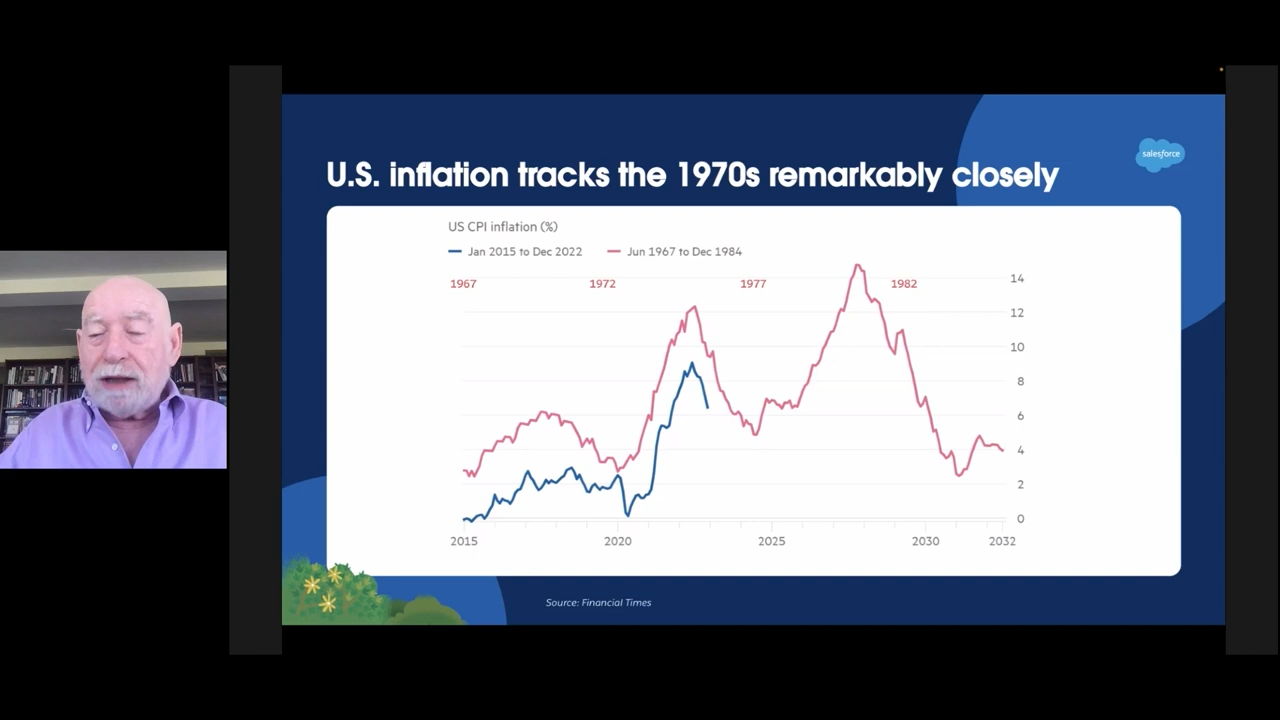 U.S. inflation tracks the 1970s remarkably closely
salesforce
US CPI inflation (%)
Jan 2015 to Dec 2022 Jun 1967 to Dec 1984
1967 1972 1977 1982
14
12
10
8
6
4
2
0
2015 2020 2025 2030 2032
Source: Financial Times